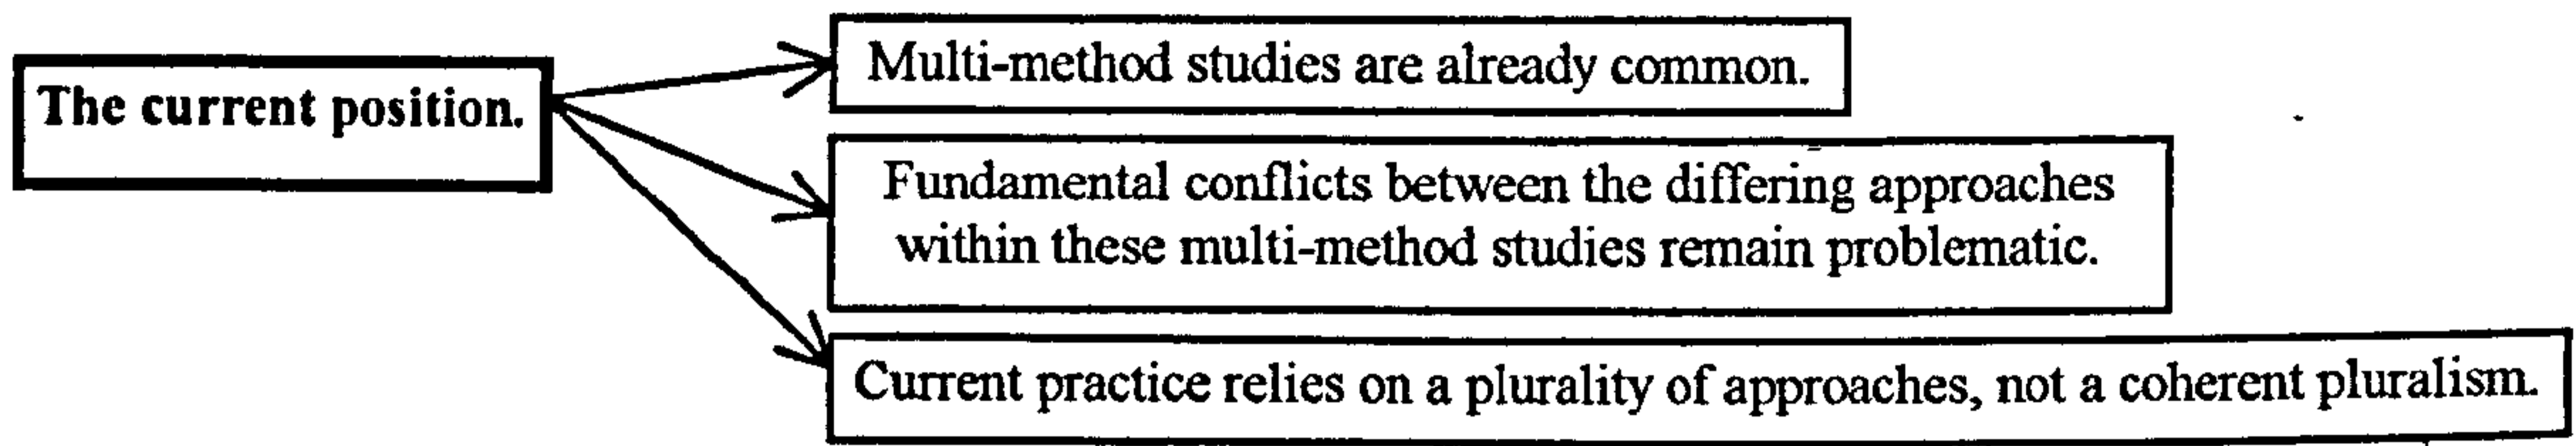 The current position.
Multi-method studies are already common.
Fundamental conflicts between the differing approaches
within these multi-method studies remain problematic.
Current practice relies on a plurality of approaches, not a coherent pluralism.